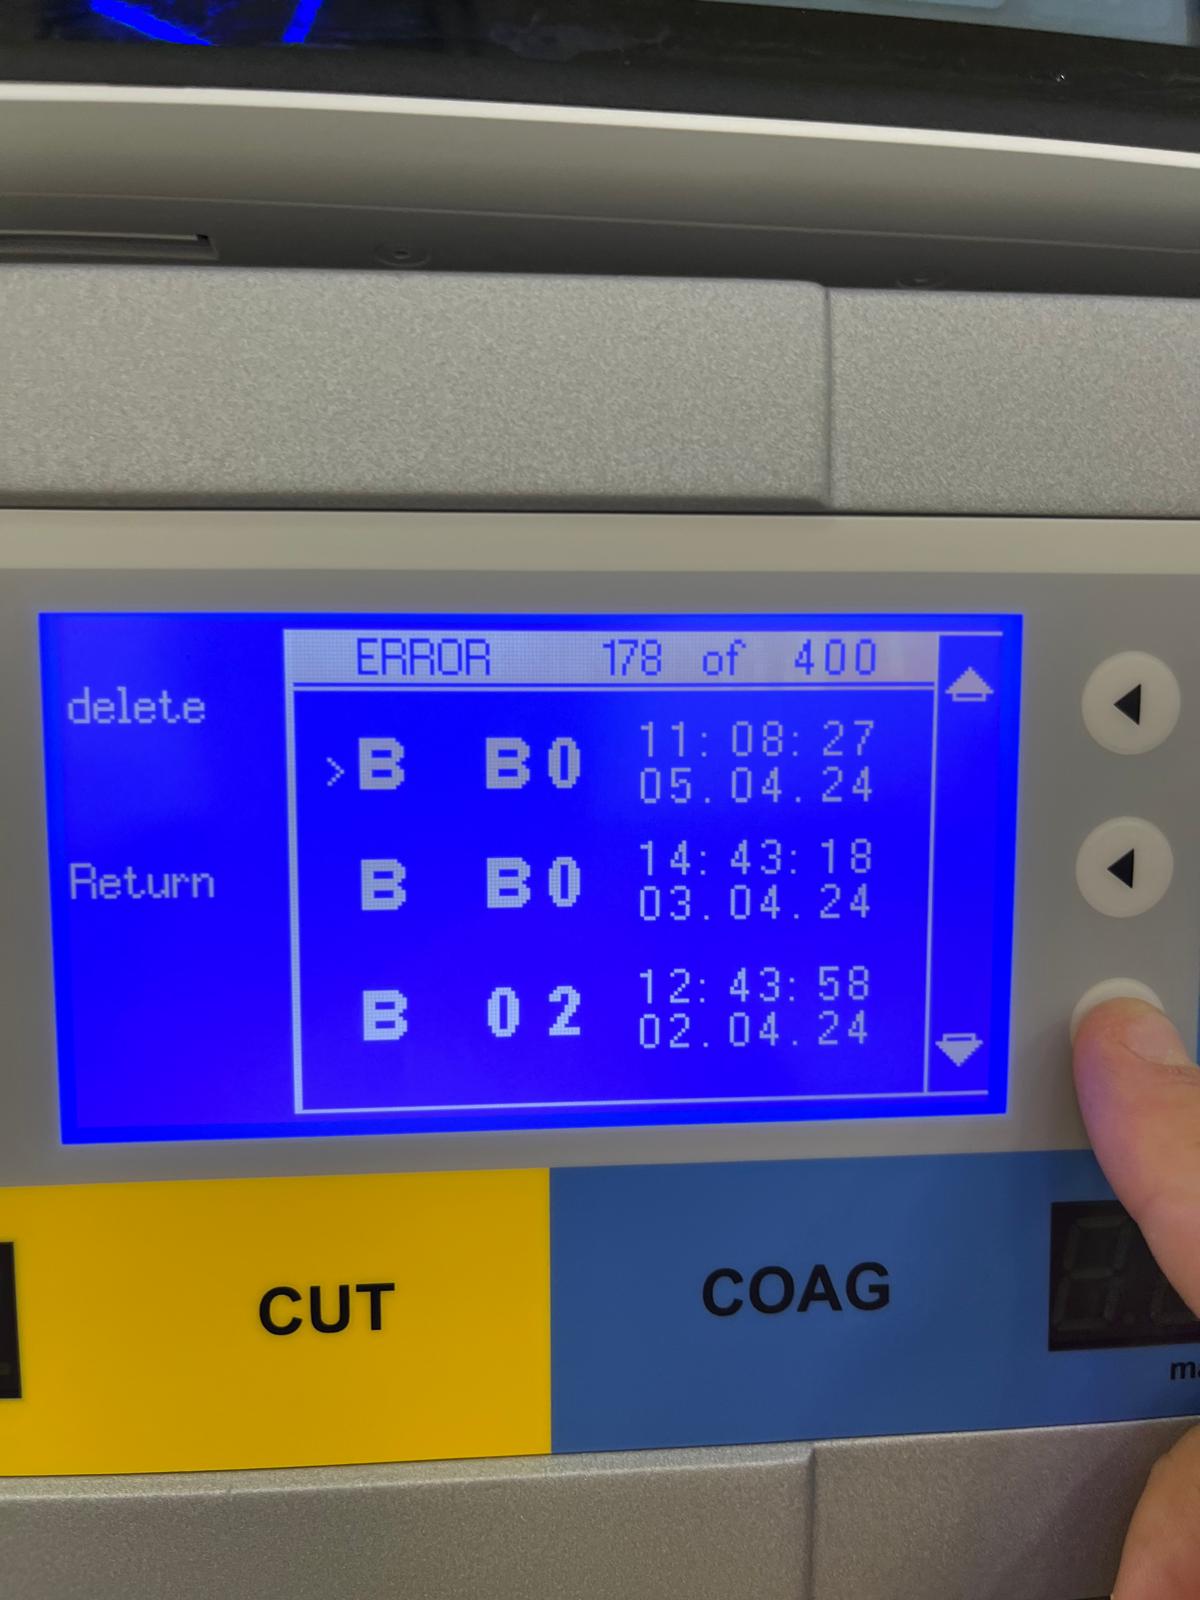 ERROR 178 of 400
delete
>B B0 11:08:27
05.04.24
Return
B B0 14:43:18
03.04.24
B 02 12:43:58
02.04.24
CUT
COAG